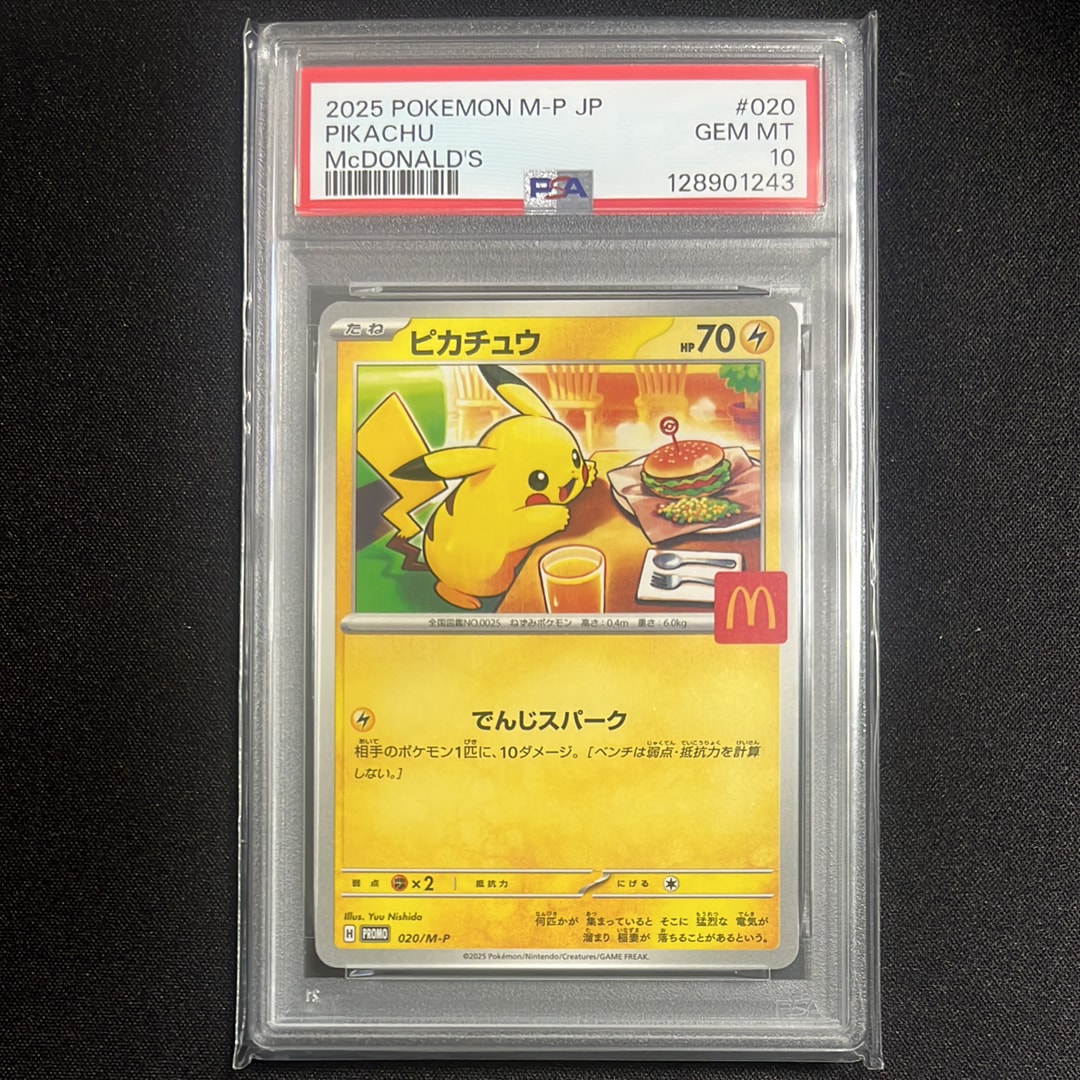 2025 POKEMON M-P JP
#020
PIKACHU
GEM MT
McDONALD'S
10
PSA
128901243
たね
ピカチュウ
HP70
M
全国図鑑NO.0025 ねずみポケモン 高さ:0.4m 重さ:6.0kg
でんじスパーク
相手のポケモン1匹に、10ダメージ。[ベンチは弱点・抵抗力を計算
しない。]
弱点 ×2 抵抗力 にげる
Illus. Yuu Nishida
何匹かが 集まっていると そこに 猛烈な 電気が
溜まり 稲妻が 落ちることがあるという。
H PROMO 020/M-P
©2025 Pokémon/Nintendo/Creatures/GAME FREAK.
PSA